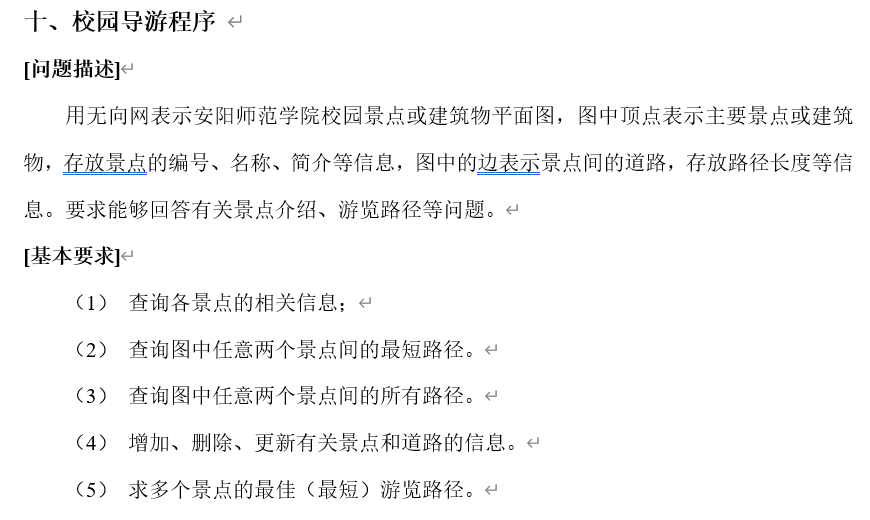 十、校园导游程序
[问题描述]
用无向网表示安阳师范学院校园景点或建筑物平面图，图中顶点表示主要景点或建筑
物，存放景点的编号、名称、简介等信息，图中的边表示景点间的道路，存放路径长度等信
息。要求能够回答有关景点介绍、游览路径等问题。
[基本要求]
（1） 查询各景点的相关信息；
（2） 查询图中任意两个景点间的最短路径。
（3） 查询图中任意两个景点间的所有路径。
（4） 增加、删除、更新有关景点和道路的信息。
（5） 求多个景点的最佳（最短）游览路径。